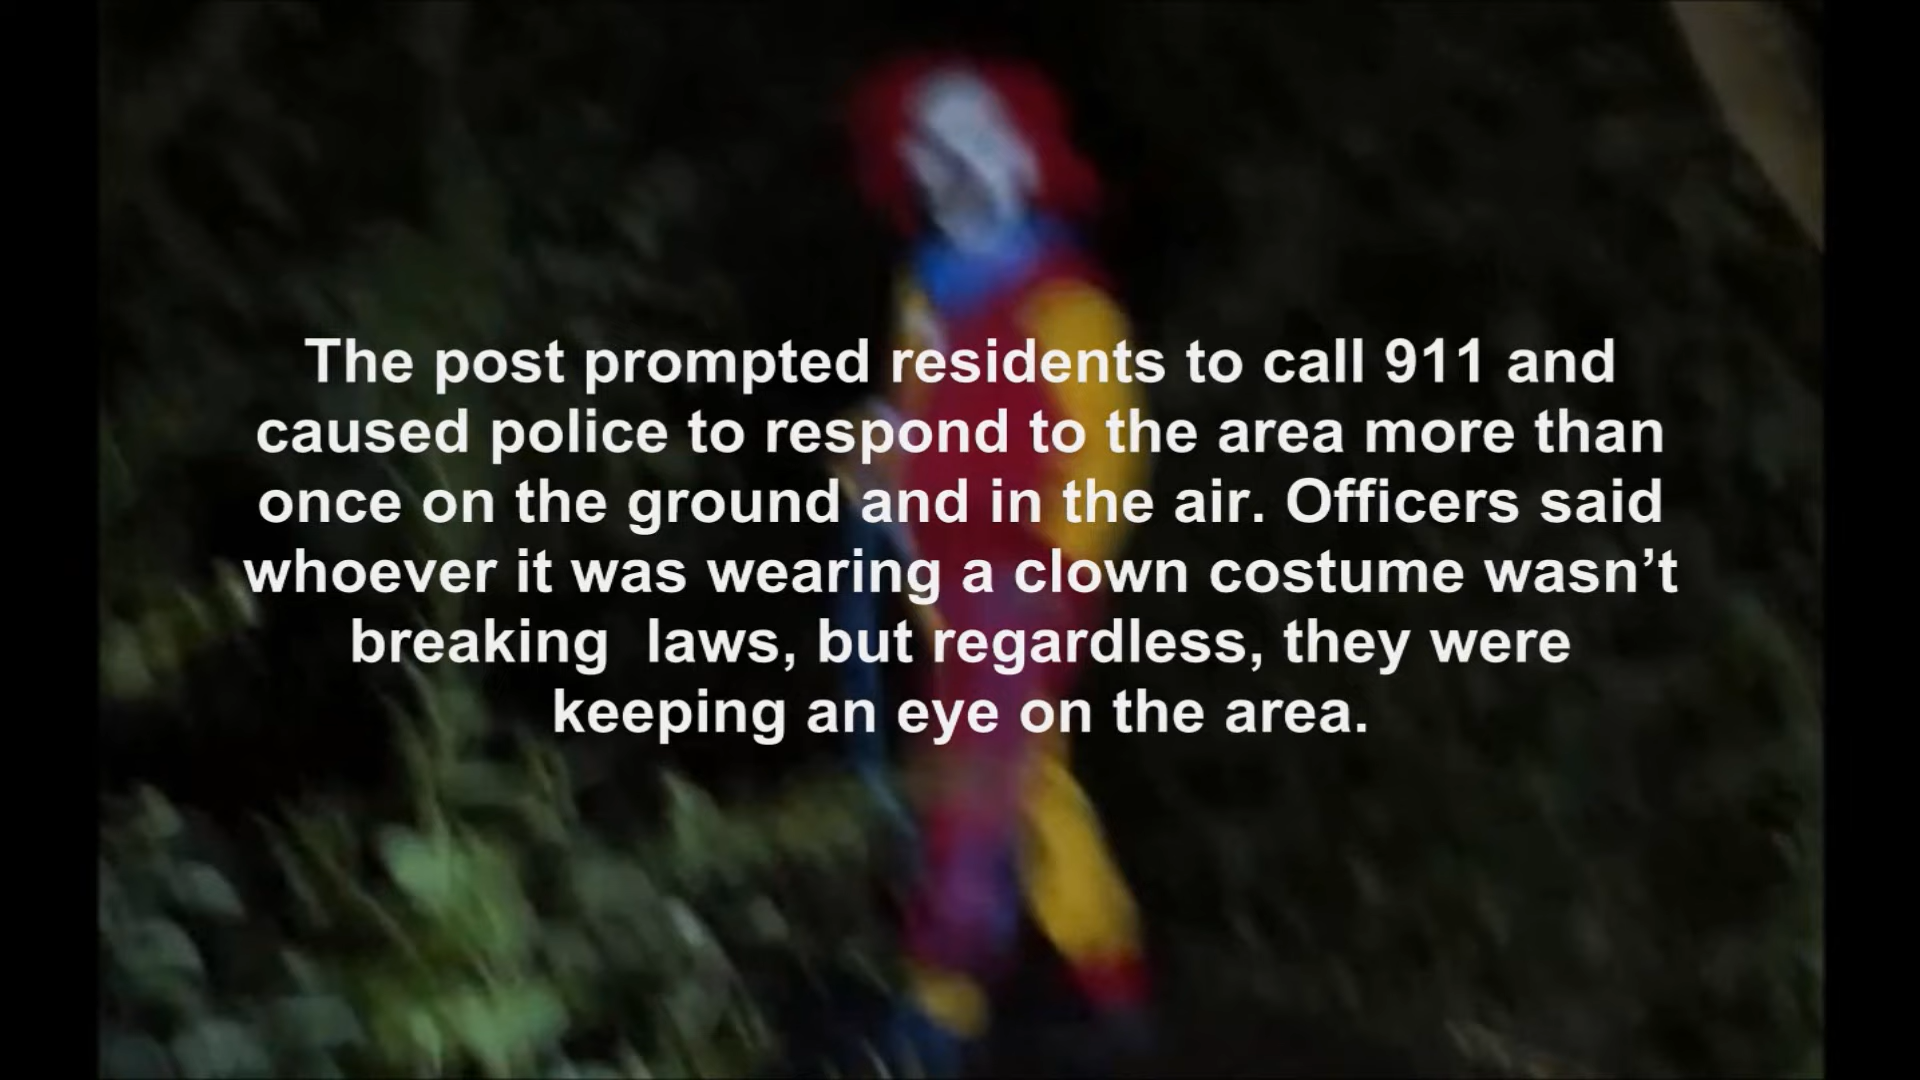 The post prompted residents to call 911 and
caused police to respond to the area more than
once on the ground and in the air. Officers said
whoever it was wearing a clown costume wasn’t
breaking  laws, but regardless, they were
keeping an eye on the area.